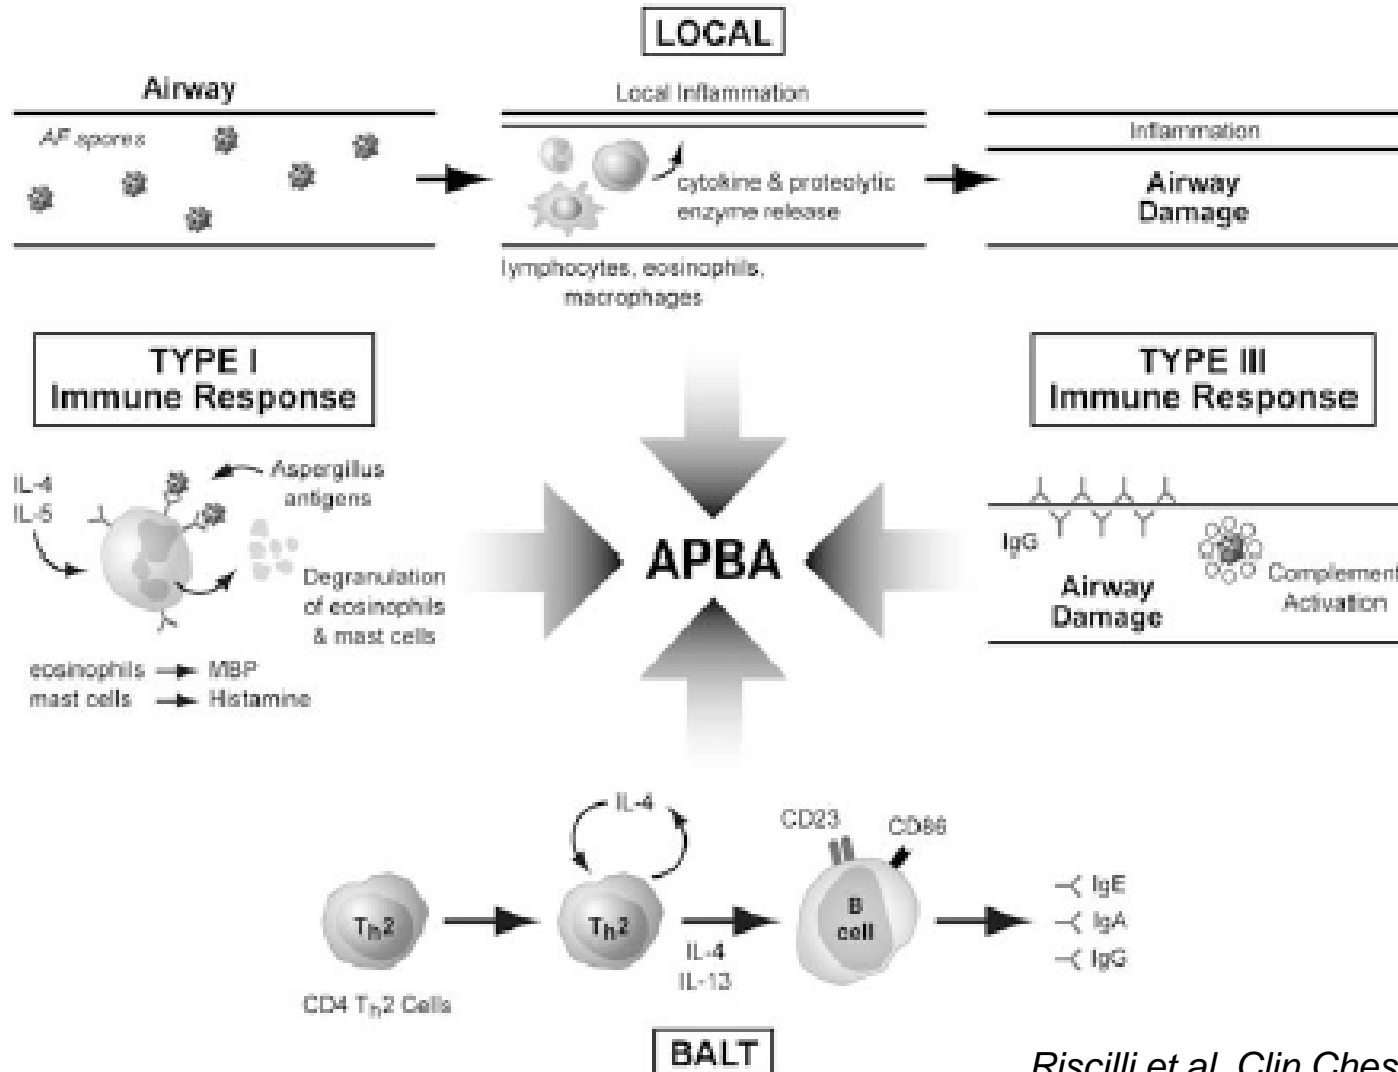 LOCAL
Airway
AF spores
Local Inflammation
cytokine & proteolytic
enzyme release
lymphocytes, eosinophils,
macrophages
Inflammation
Airway
Damage
TYPE I
Immune Response
IL-4
IL-5
Aspergillus
antigens
Degranulation
of eosinophils
& mast cells
eosinophils → MBP
mast cells → Histamine
APBA
TYPE III
Immune Response
IgG
Airway
Damage
Complement
Activation
Th2
CD4 Th2 Cells
IL-4
Th2
IL-4
IL-13
CD23
CD86
B
cell
IgE
IgA
IgG
BALT
Riscilli et al. Clin Ches